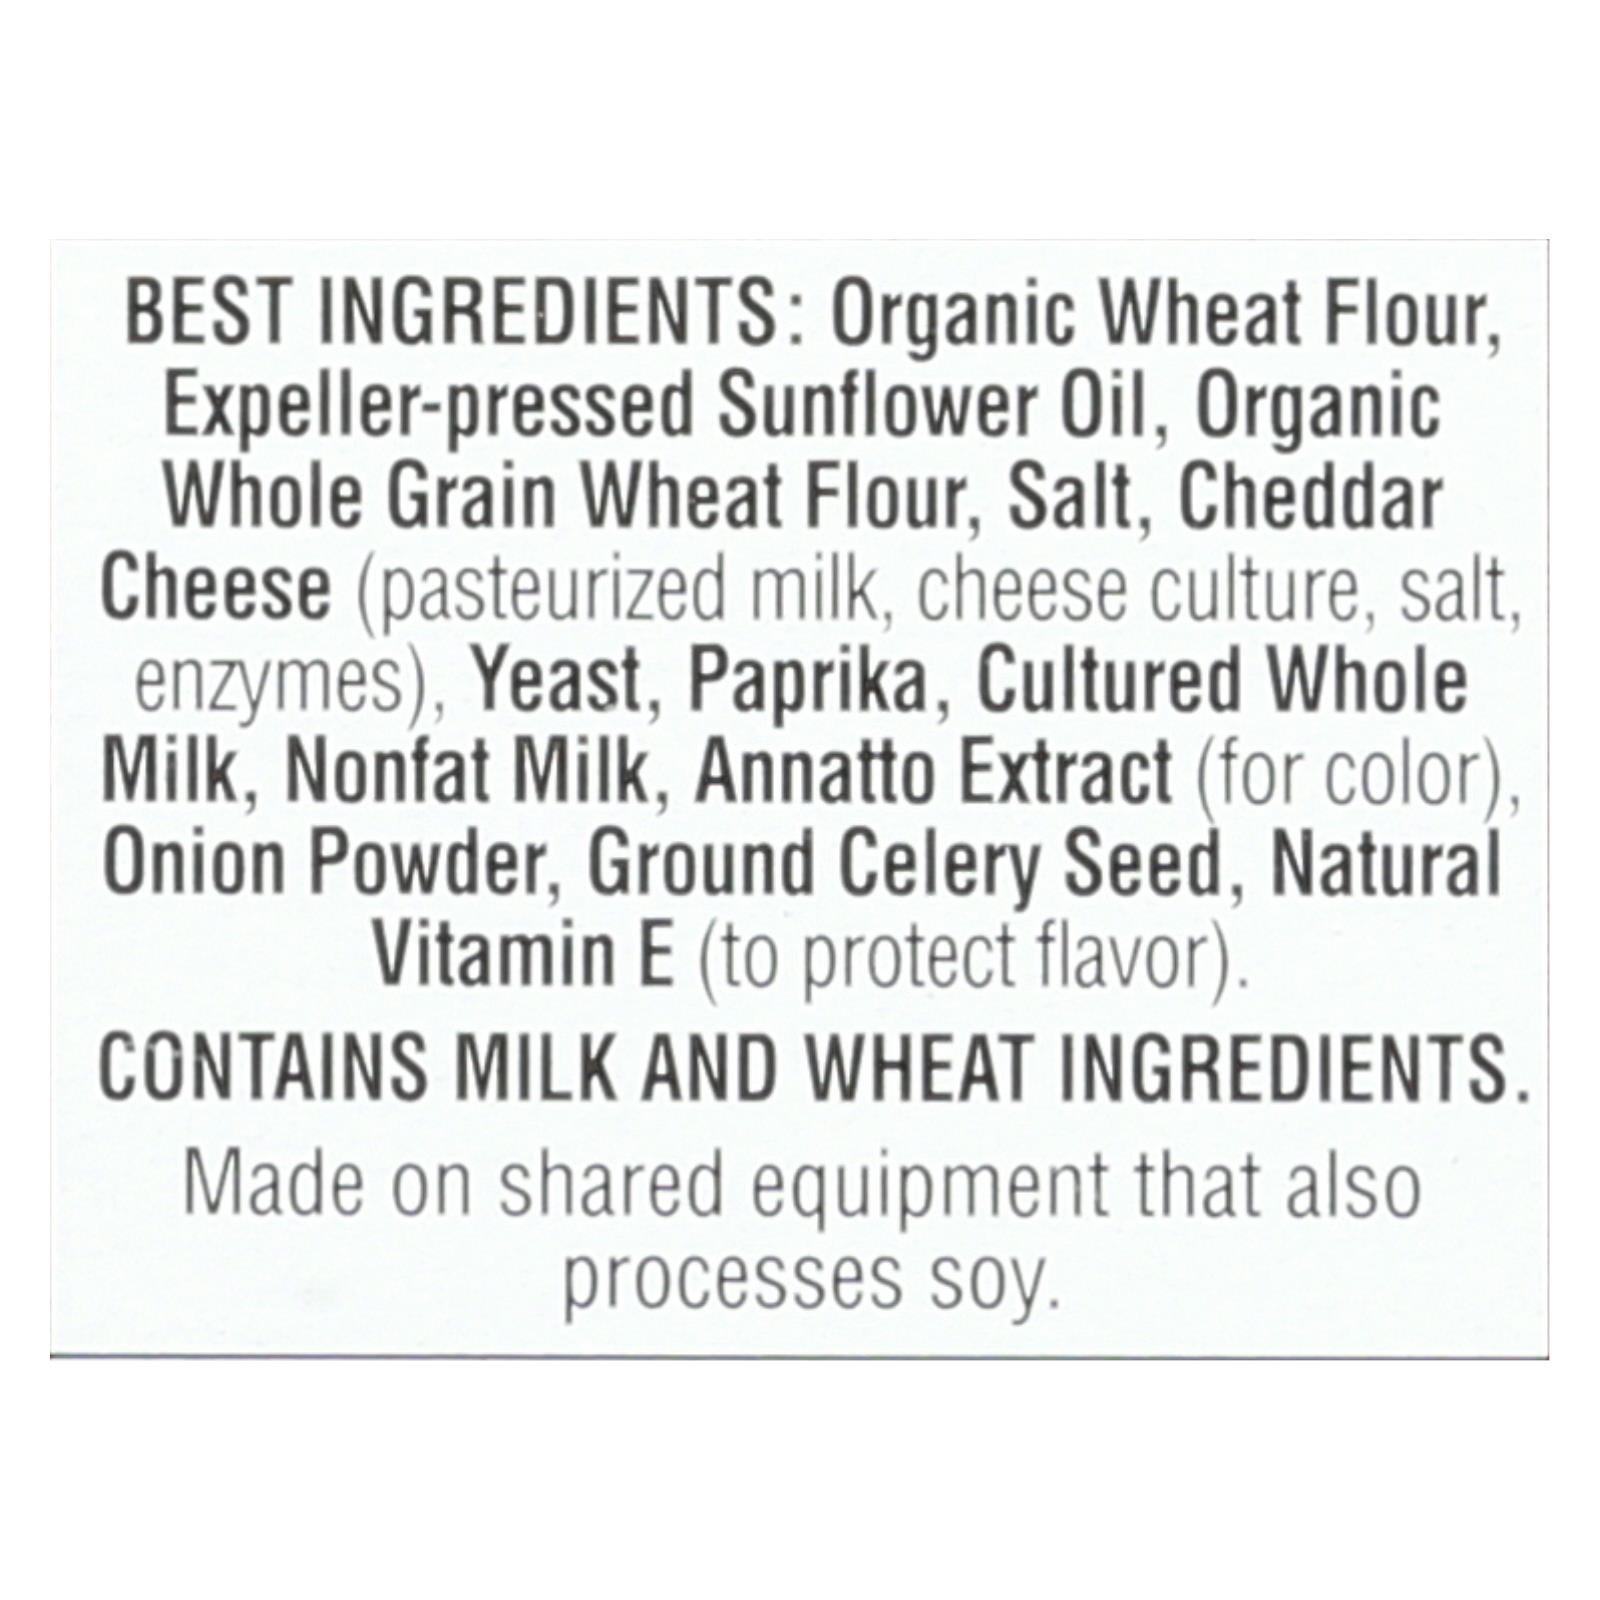 BEST INGREDIENTS: Organic Wheat Flour,
Expeller-pressed Sunflower Oil, Organic
Whole Grain Wheat Flour, Salt, Cheddar
Cheese (pasteurized milk, cheese culture, salt,
enzymes), Yeast, Paprika, Cultured Whole
Milk, Nonfat Milk, Annatto Extract (for color),
Onion Powder, Ground Celery Seed, Natural
Vitamin E (to protect flavor).
CONTAINS MILK AND WHEAT INGREDIENTS.
Made on shared equipment that also
processes soy.